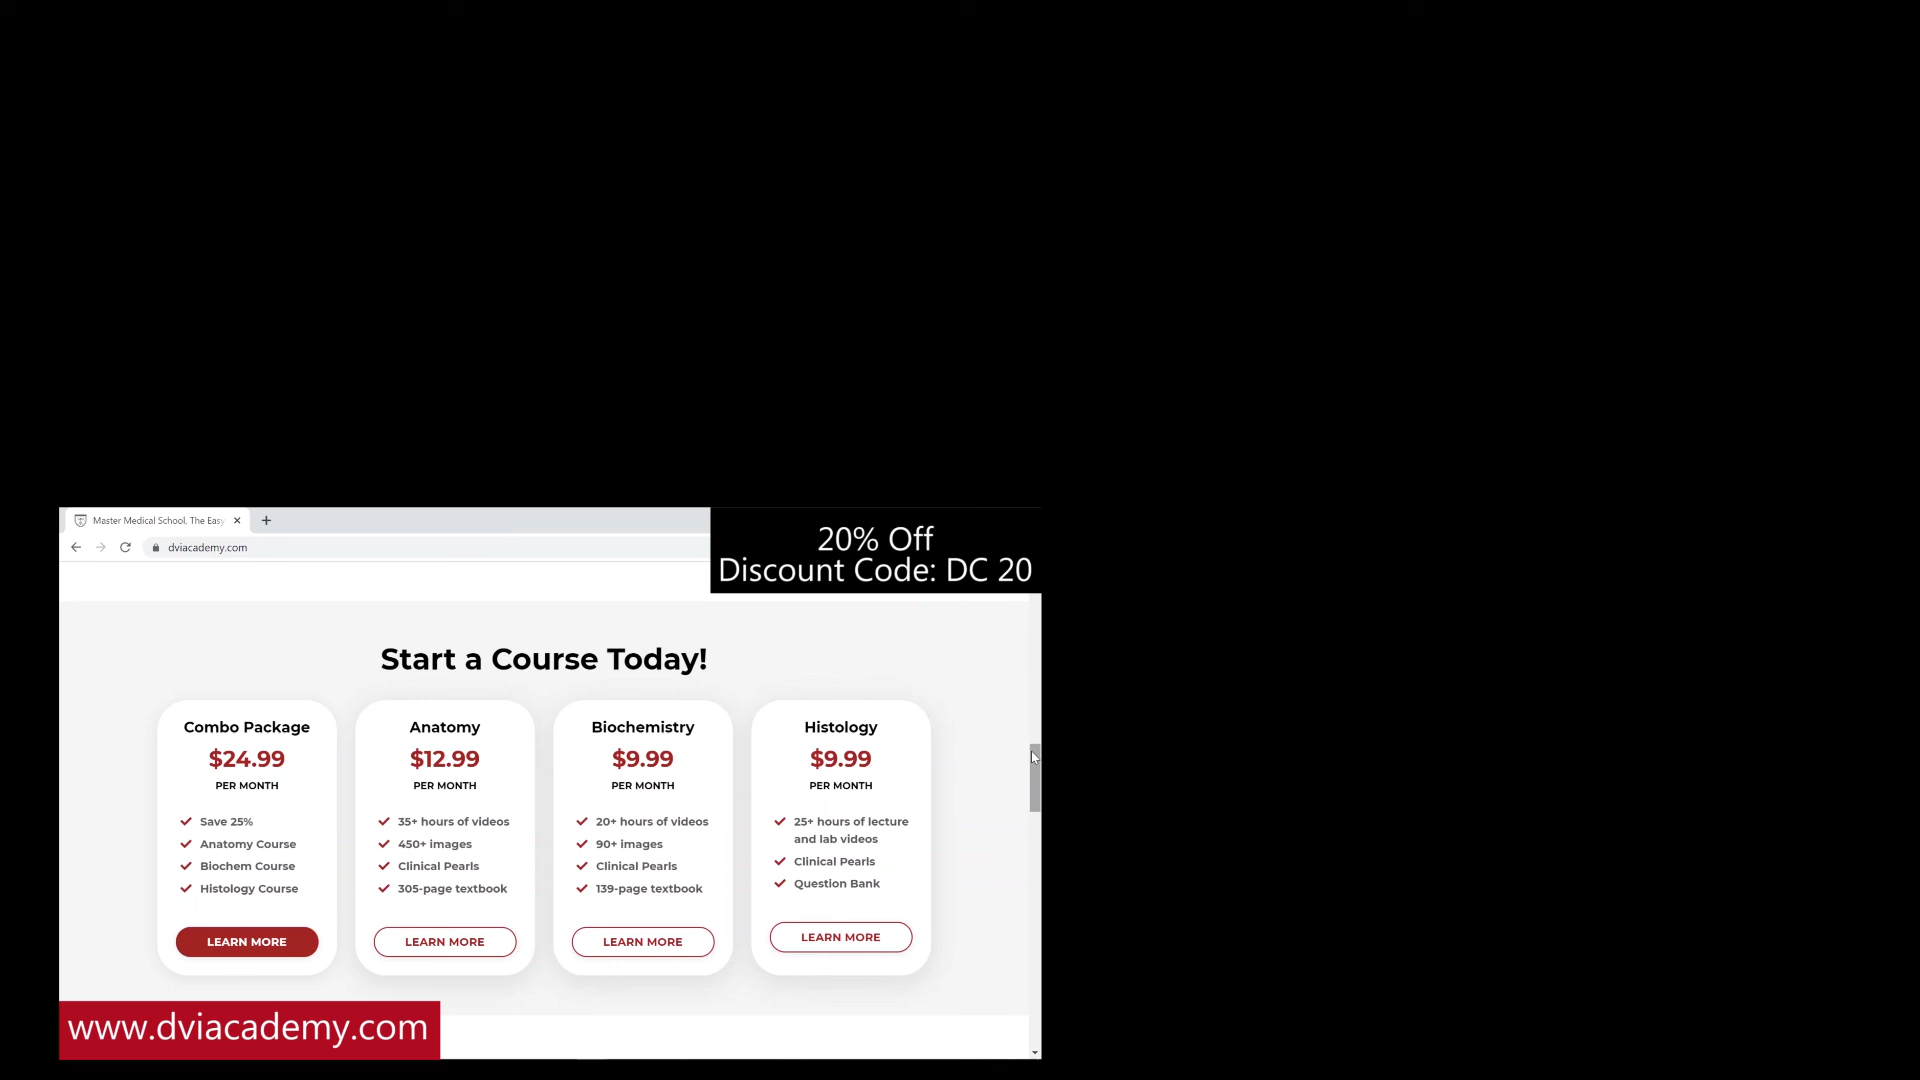 Master Medical School, The Easy
dviacademy.com
20% Off
Discount Code: DC 20
Start a Course Today!
Combo Package
$24.99
PER MONTH
Save 25%
Anatomy Course
Biochem Course
Histology Course
LEARN MORE
Anatomy
$12.99
PER MONTH
35+ hours of videos
450+ images
Clinical Pearls
305-page textbook
LEARN MORE
Biochemistry
$9.99
PER MONTH
20+ hours of videos
90+ images
Clinical Pearls
139-page textbook
LEARN MORE
Histology
$9.99
PER MONTH
25+ hours of lecture
and lab videos
Clinical Pearls
Question Bank
LEARN MORE
www.dviacademy.com